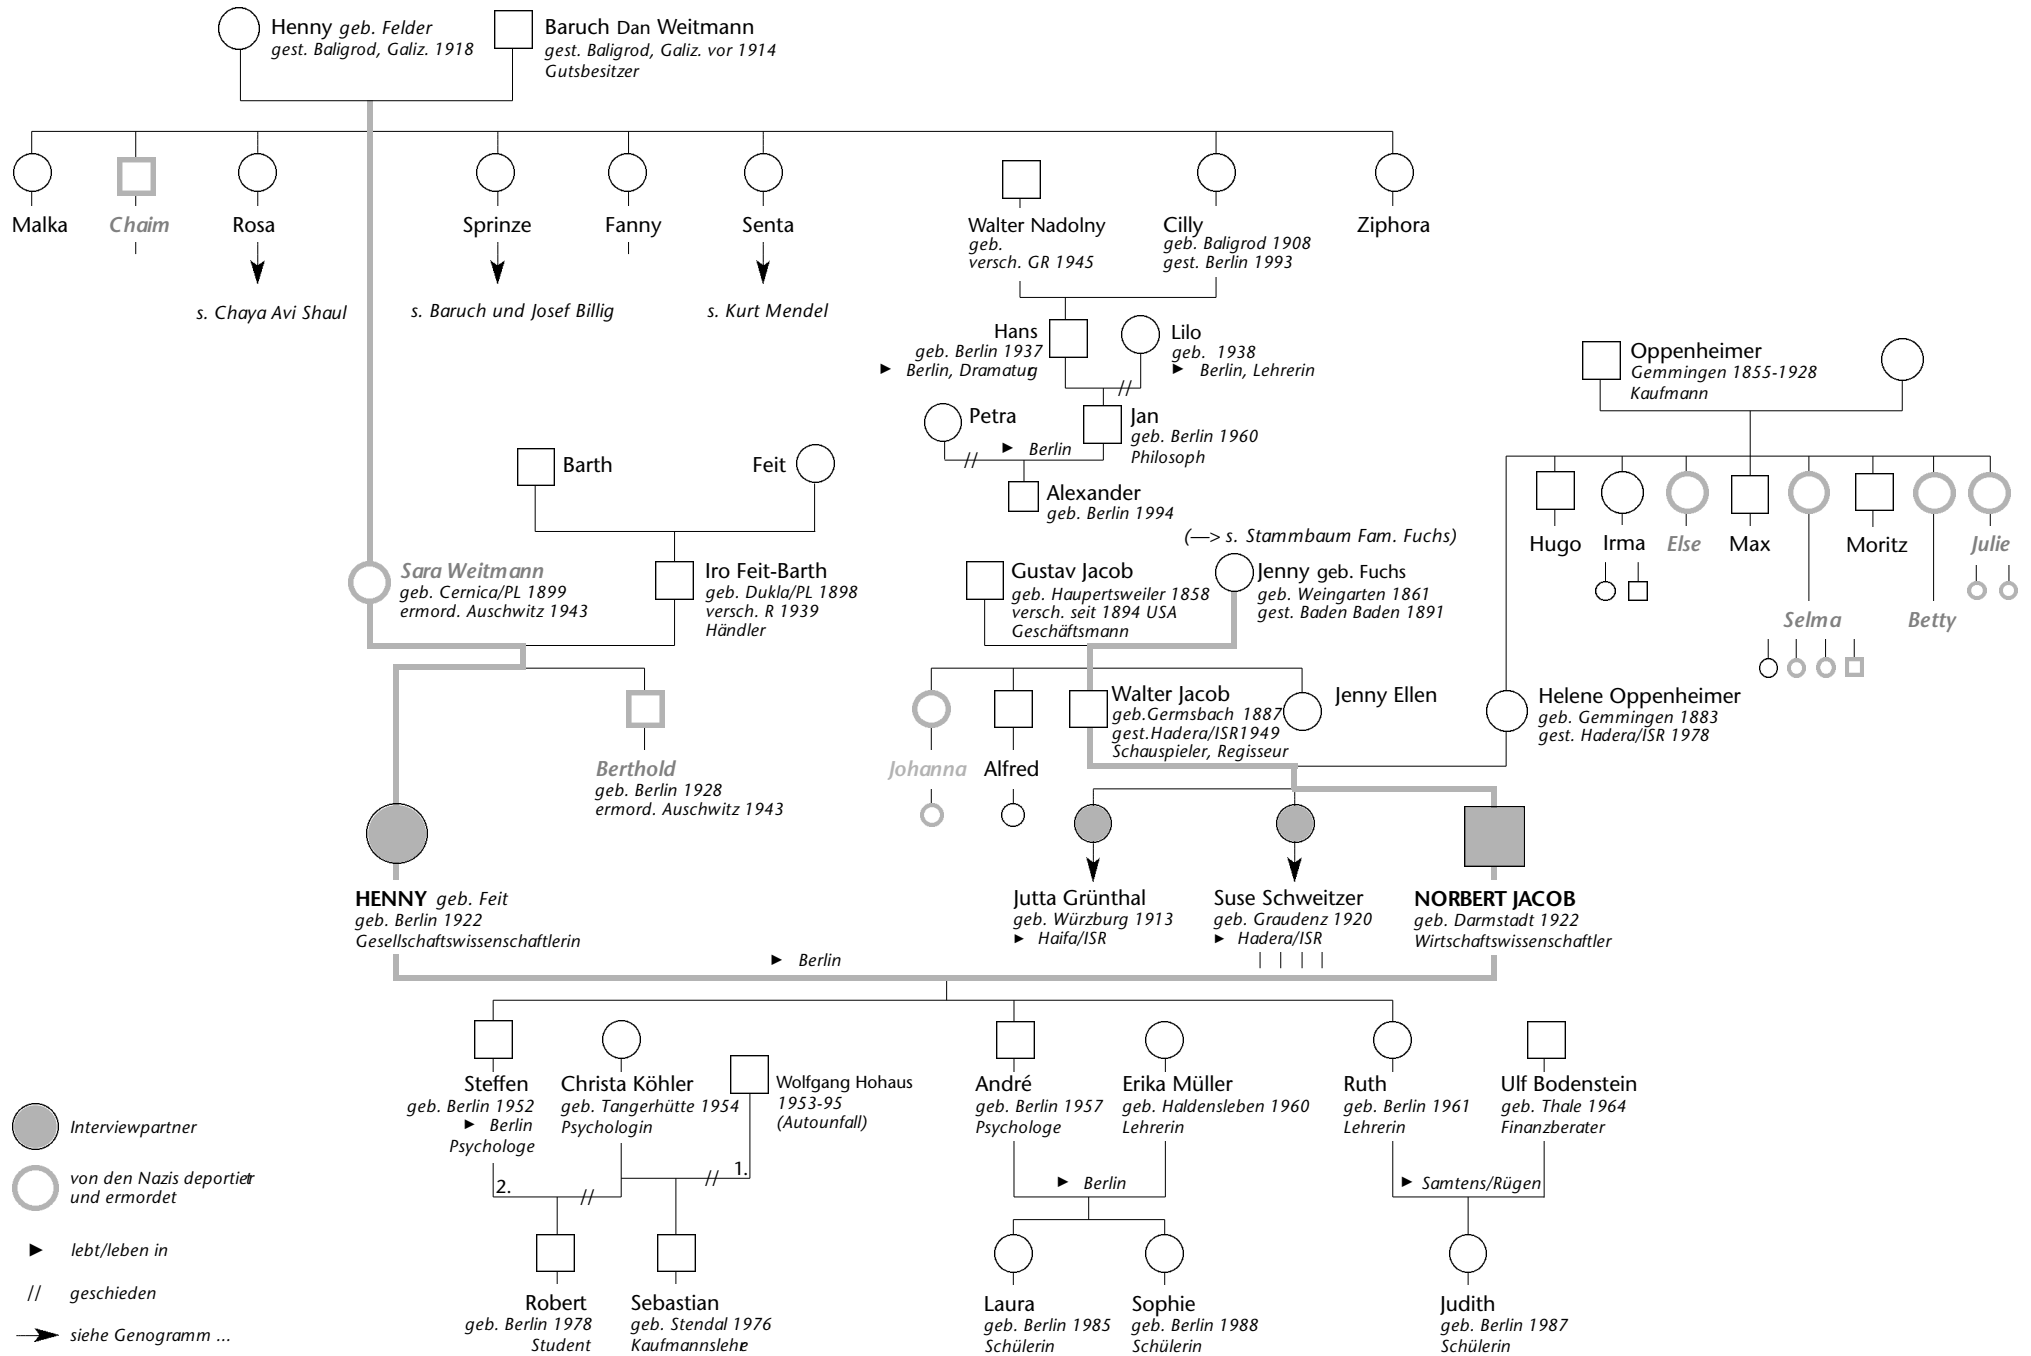 Henny geb. Felder
gest. Baligrod, Galiz. 1918
Baruch Dan Weitmann
gest. Baligrod, Galiz. vor 1914
Gutsbesitzer
Malka
Chaim
Rosa
Sprinze
Fanny
Senta
Walter Nadolny
geb.
versch. GR 1945
Cilly
geb. Baligrod 1908
gest. Berlin 1993
Ziphora
s. Chaya Avi Shaul
s. Baruch und Josef Billig
s. Kurt Mendel
Hans
geb. Berlin 1937
► Berlin, Dramaturg
Lilo
geb. 1938
► Berlin, Lehrerin
//
Oppenheimer
Gemmingen 1855-1928
Kaufmann
Petra
Jan
geb. Berlin 1960
Philosoph
► Berlin
//
Alexander
geb. Berlin 1994
Barth
Feit
Hugo
Irma
Else
Max
Moritz
Julie
Selma
Betty
(—> s. Stammbaum Fam. Fuchs)
Sara Weitmann
geb. Cernica/PL 1899
ermord. Auschwitz 1943
Iro Feit-Barth
geb. Dukla/PL 1898
versch. R 1939
Händler
Gustav Jacob
geb. Haupertsweiler 1858
versch. seit 1894 USA
Geschäftsmann
Jenny geb. Fuchs
geb. Weingarten 1861
gest. Baden Baden 1891
Berthold
geb. Berlin 1928
ermord. Auschwitz 1943
Johanna
Alfred
Walter Jacob
geb.Germsbach 1887
gest.Hadera/ISR1949
Schauspieler, Regisseur
Jenny Ellen
Helene Oppenheimer
geb. Gemmingen 1883
gest. Hadera/ISR 1978
HENNY geb. Feit
geb. Berlin 1922
Gesellschaftswissenschaftlerin
Jutta Grünthal
geb. Würzburg 1913
► Haifa/ISR
Suse Schweitzer
geb. Graudenz 1920
► Hadera/ISR
NORBERT JACOB
geb. Darmstadt 1922
Wirtschaftswissenschaftler
► Berlin
Steffen
geb. Berlin 1952
► Berlin
Psychologe
Christa Köhler
geb. Tangerhütte 1954
Psychologin
Wolfgang Hohaus
1953-95
(Autounfall)
André
geb. Berlin 1957
Psychologe
Erika Müller
geb. Haldensleben 1960
Lehrerin
Ruth
geb. Berlin 1961
Lehrerin
Ulf Bodenstein
geb. Thale 1964
Finanzberater
1.
//
2.
//
► Berlin
► Samtens/Rügen
Robert
geb. Berlin 1978
Student
Sebastian
geb. Stendal 1976
Kaufmannslehre
Laura
geb. Berlin 1985
Schülerin
Sophie
geb. Berlin 1988
Schülerin
Judith
geb. Berlin 1987
Schülerin
Interviewpartner
von den Nazis deportiert
und ermordet
► lebt/leben in
// geschieden
siehe Genogramm ...